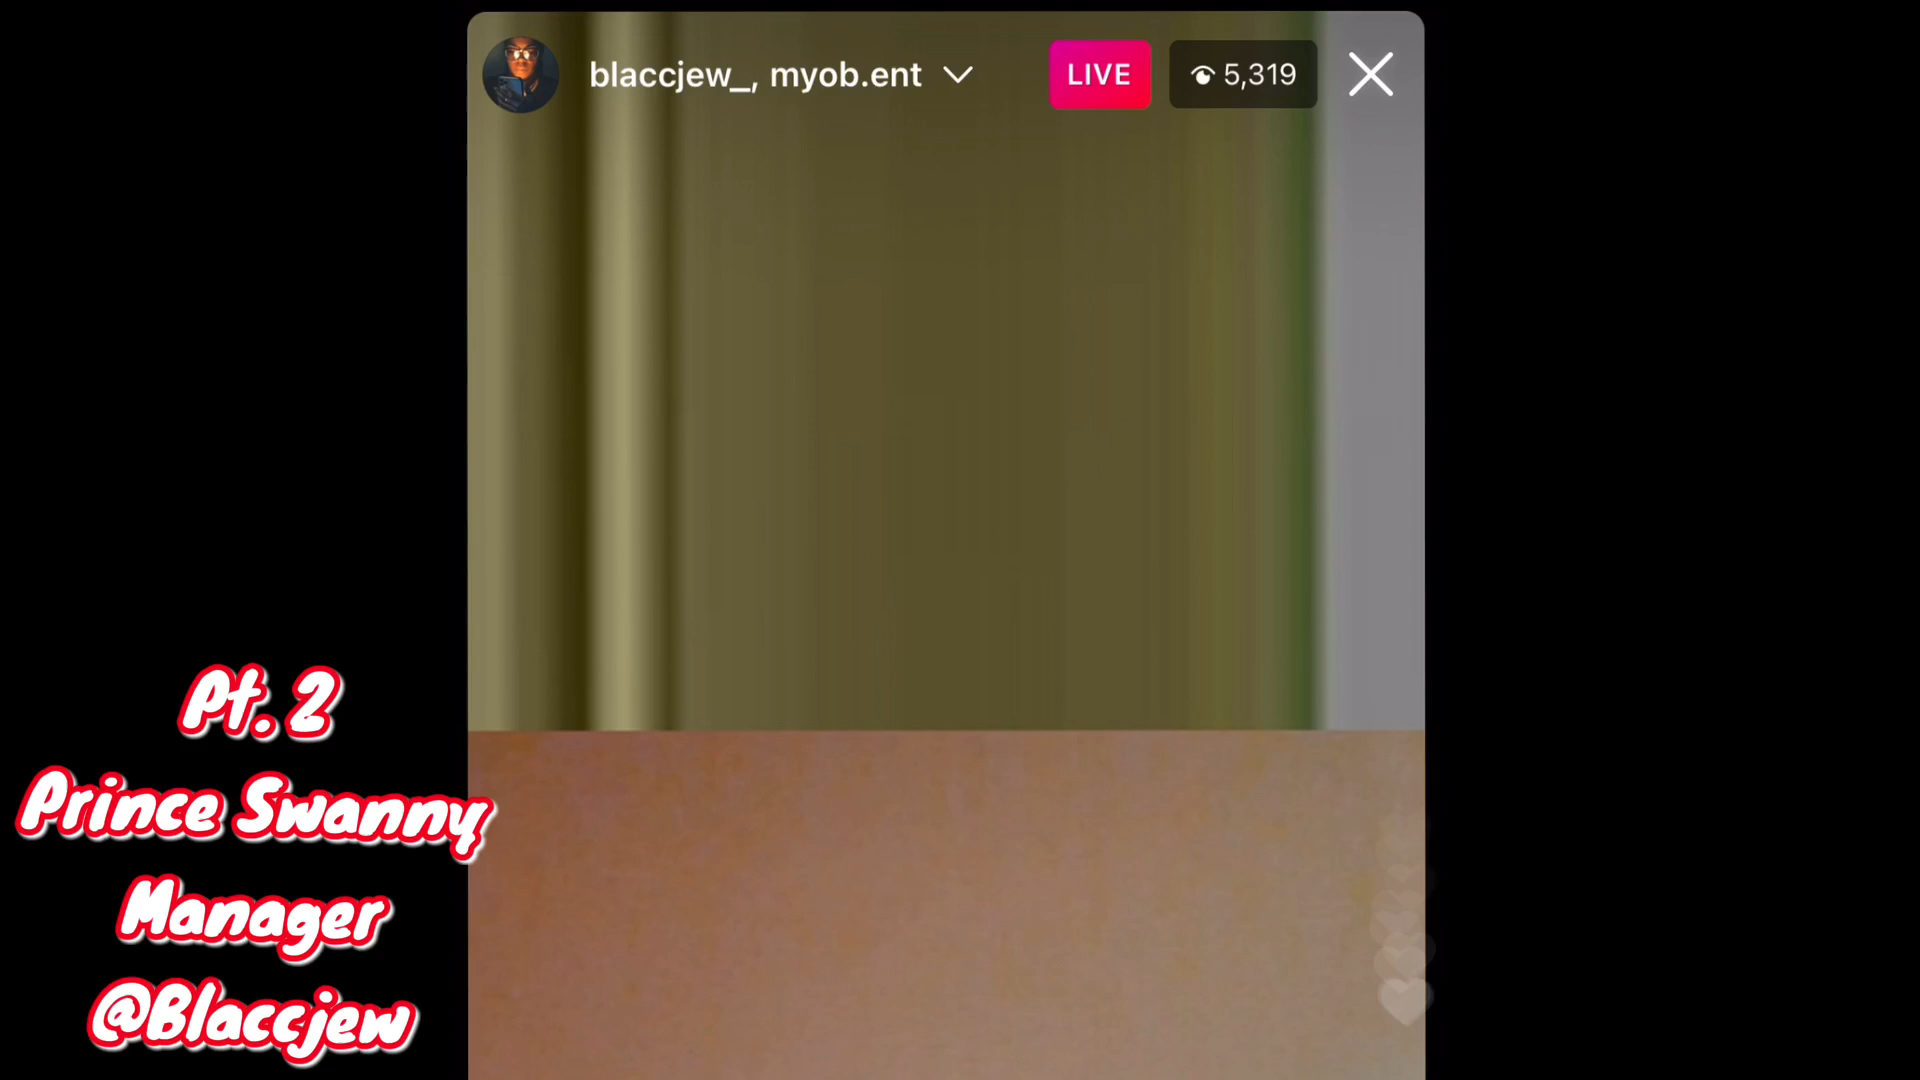 blaccjew_, myob.ent
LIVE
5,319
Pt. 2
Prince Swanny
Manager
@Blaccjew